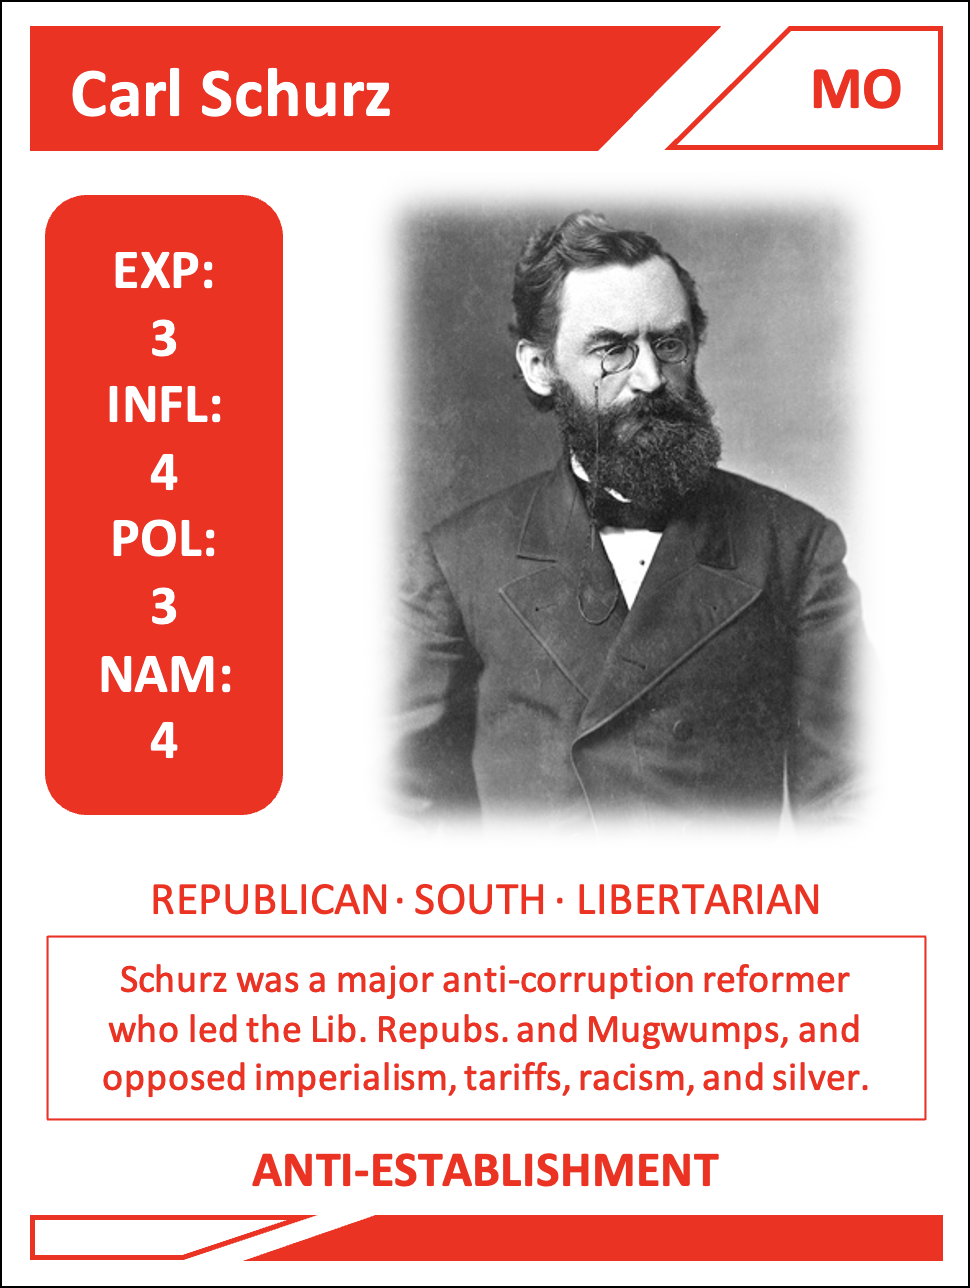 Carl Schurz
MO
EXP:
3
INFL:
4
POL:
3
NAM:
4
REPUBLICAN · SOUTH · LIBERTARIAN
Schurz was a major anti-corruption reformer
who led the Lib. Repubs. and Mugwumps, and
opposed imperialism, tariffs, racism, and silver.
ANTI-ESTABLISHMENT